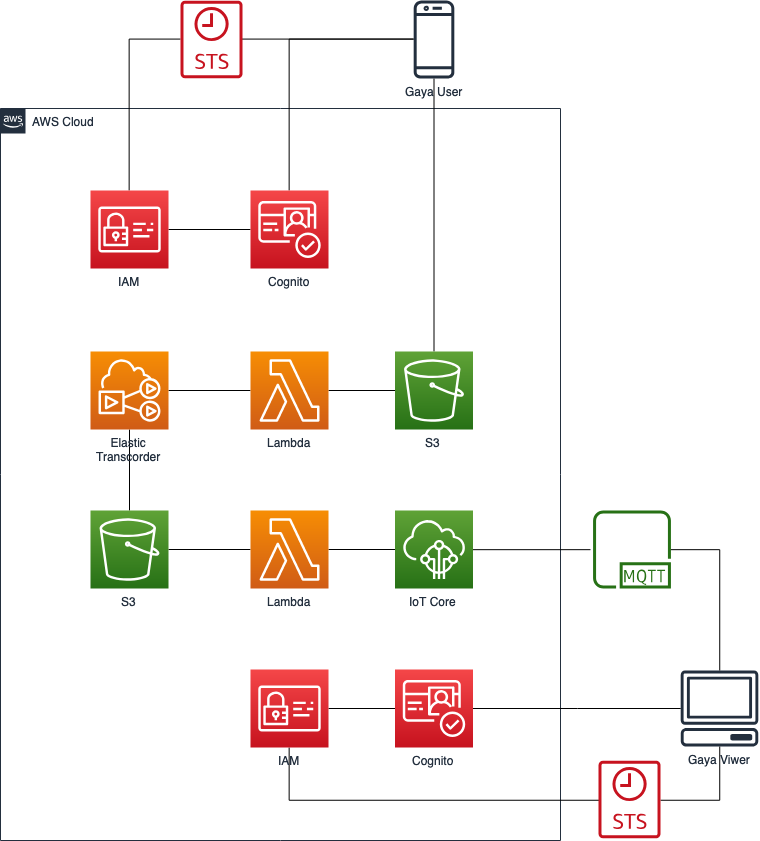 STS
Gaya User
aws
AWS Cloud
IAM
Cognito
Elastic
Transcorder
Lambda
S3
S3
Lambda
IoT Core
MQTT
IAM
Cognito
Gaya Viwer
STS